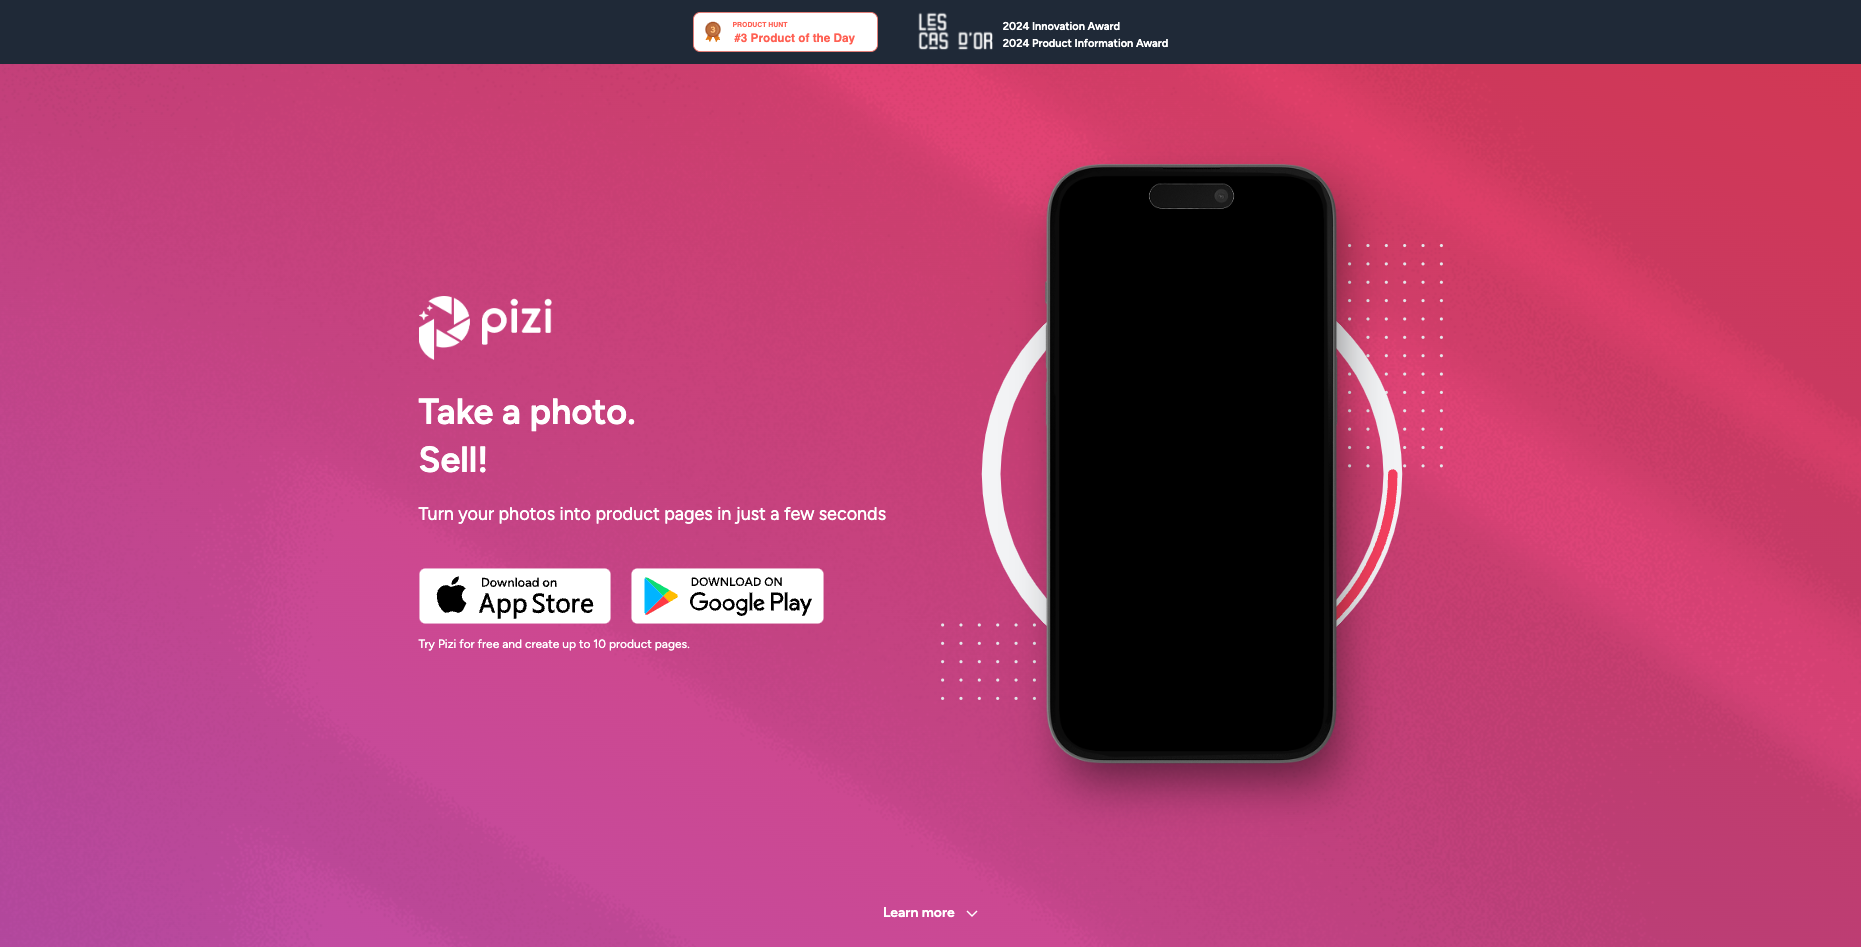 3
PRODUCT HUNT
#3 Product of the Day
LES
CAS D'OR
2024 Innovation Award
2024 Product Information Award
pizi
Take a photo.
Sell!
Turn your photos into product pages in just a few seconds
Download on
App Store
DOWNLOAD ON
Google Play
Try Pizi for free and create up to 10 product pages.
Learn more